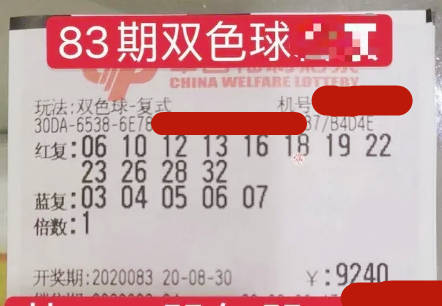 83期双色球
CHINA WELFARE LOTTERY
玩法:双色球-复式 机号
30DA-6538-6E78 37/B4D4E
红复:06 10 12 13 16 18 19 22
23 26 28 32
蓝复:03 04 05 06 07
倍数:1
开奖期:2020083 20-08-30 ¥:9240